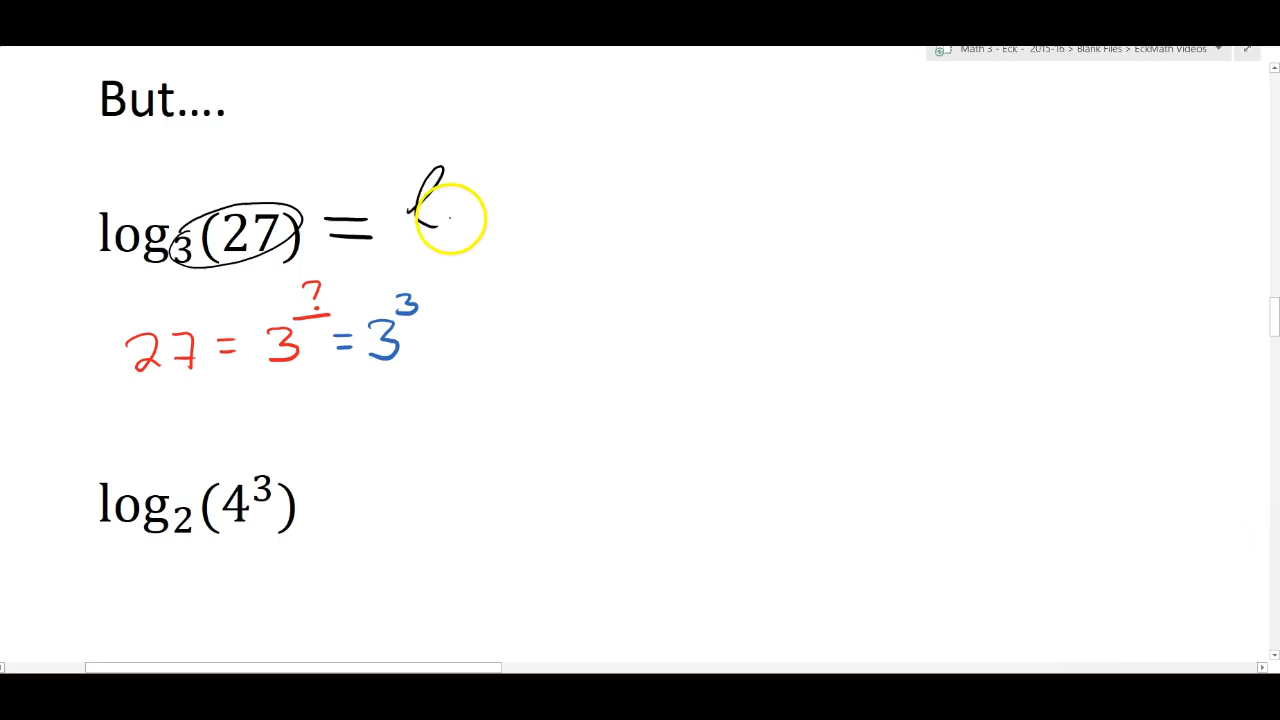 Math 3 - Eck - 2015-16 > Blank Files > EckMath Videos
But....
log₃(27) = l
27 = 3^? = 3³
log₂(4³)